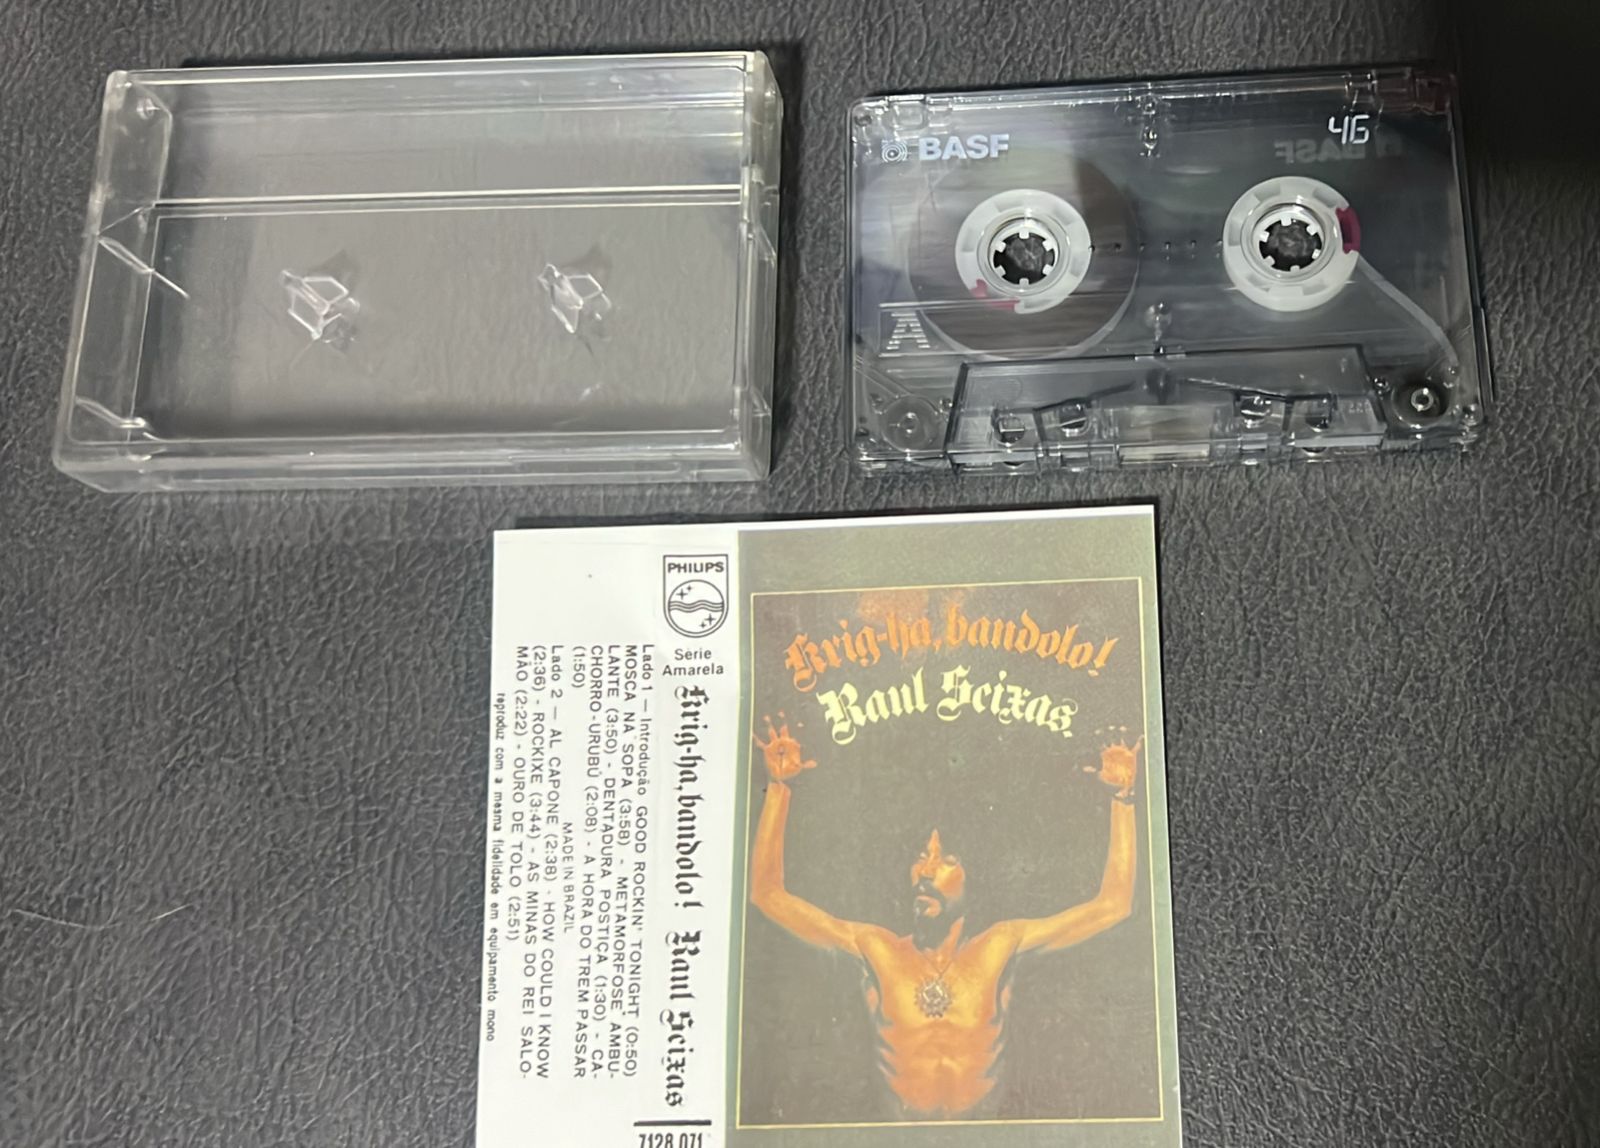 BASF
46
A
PHILIPS
Série
Amarela
Krig-ha, bandolo! Raul Seixas
7128 071
Lado 1 — Introdução GOOD ROCKIN' TONIGHT (0:50)
MOSCA NA SOPA (3:58) - METAMORFOSE AMBU-
LANTE (3:50) - DENTADURA POSTIÇA (1:30) - CA-
CHORRO-URUBÚ (2:08) - A HORA DO TREM PASSAR
(1:50)
MADE IN BRAZIL
Lado 2 — AL CAPONE (2:38) - HOW COULD I KNOW
(2:36) - ROCKIXE (3:44) - AS MINAS DO REI SALO-
MÃO (2:22) - OURO DE TOLO (2:51)
reproduz com a mesma fidelidade em equipamento mono
Krig-ha, bandolo!
Raul Seixas.